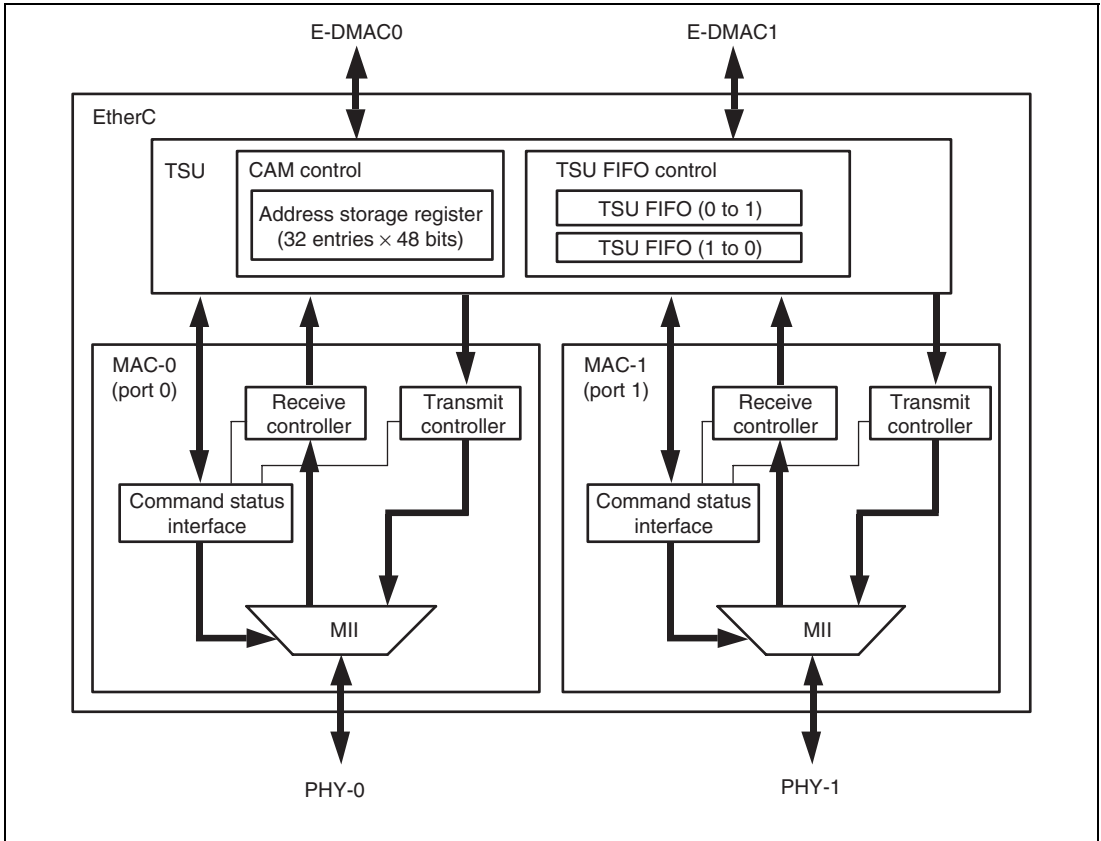 E-DMAC0
E-DMAC1
EtherC
TSU
CAM control
Address storage register
(32 entries × 48 bits)
TSU FIFO control
TSU FIFO (0 to 1)
TSU FIFO (1 to 0)
MAC-0
(port 0)
Receive
controller
Transmit
controller
Command status
interface
MII
MAC-1
(port 1)
Receive
controller
Transmit
controller
Command status
interface
MII
PHY-0
PHY-1